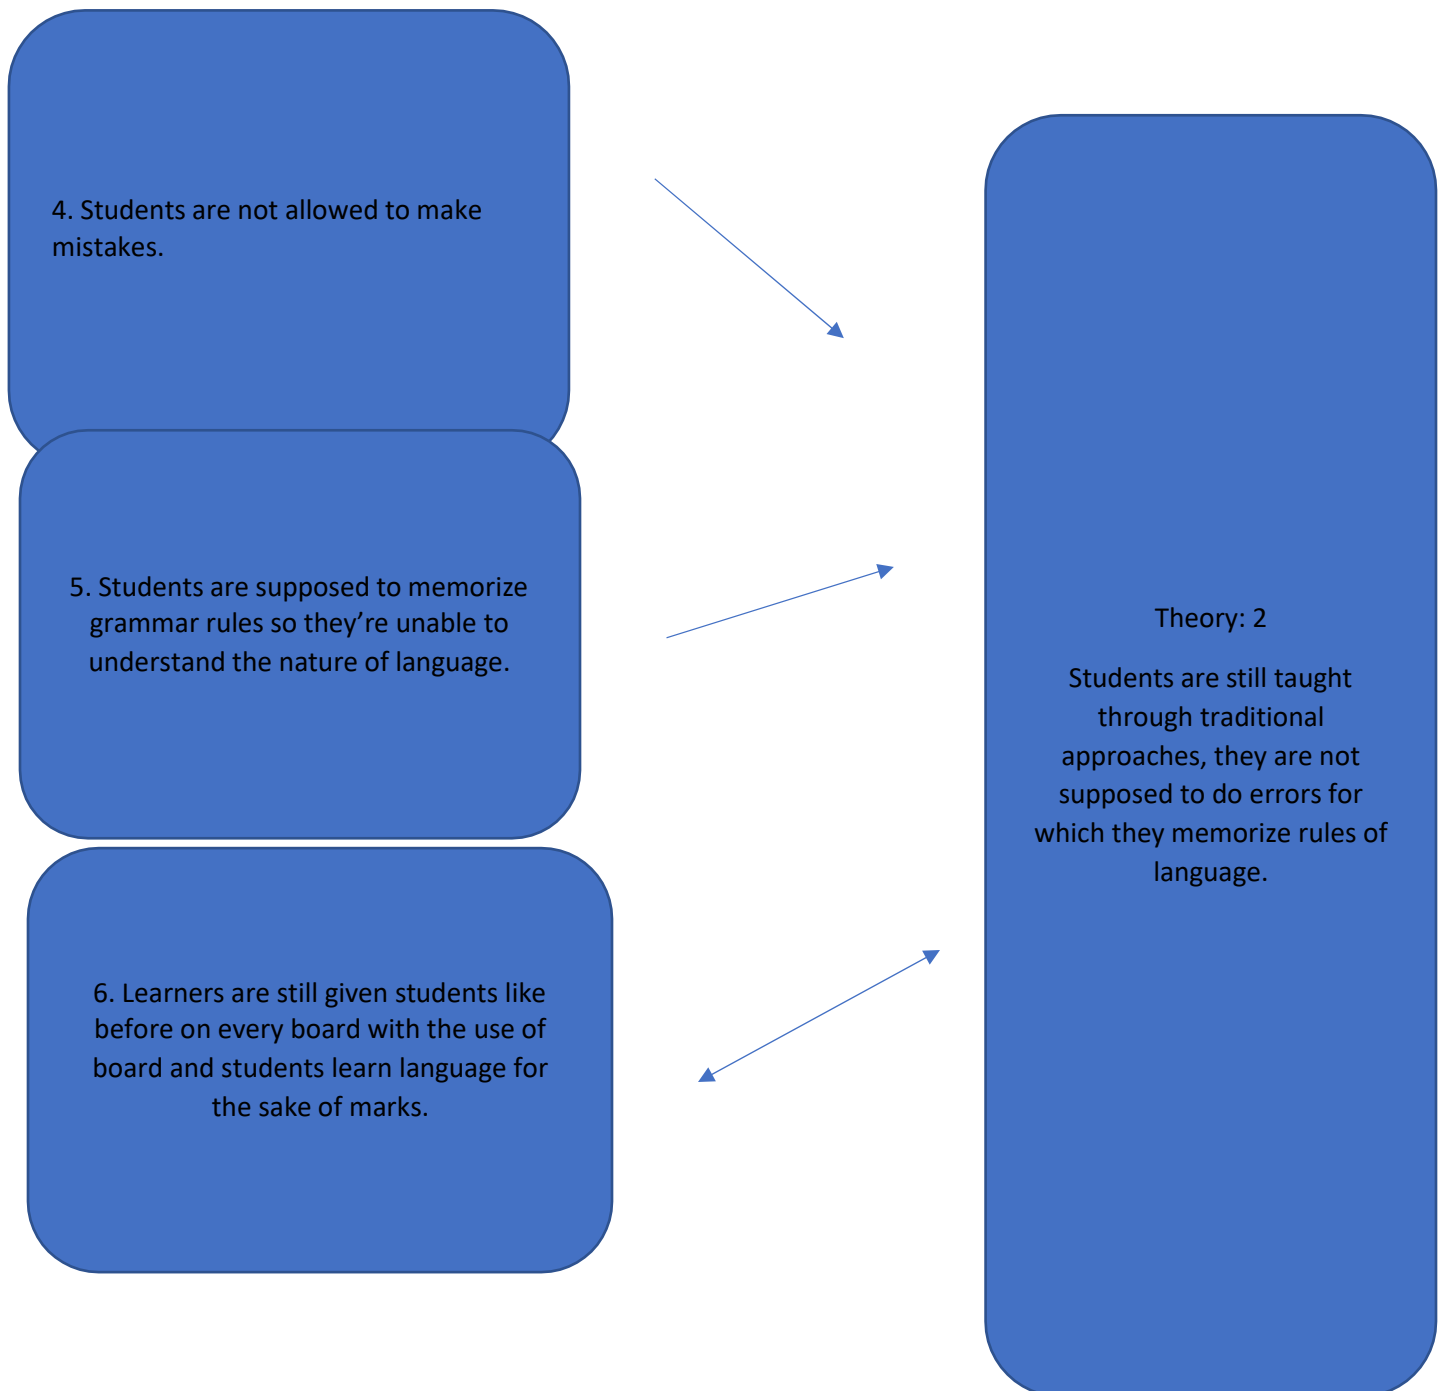 4. Students are not allowed to make
mistakes.
5. Students are supposed to memorize
grammar rules so they’re unable to
understand the nature of language.
6. Learners are still given students like
before on every board with the use of
board and students learn language for
the sake of marks.
Theory: 2
Students are still taught
through traditional
approaches, they are not
supposed to do errors for
which they memorize rules of
language.